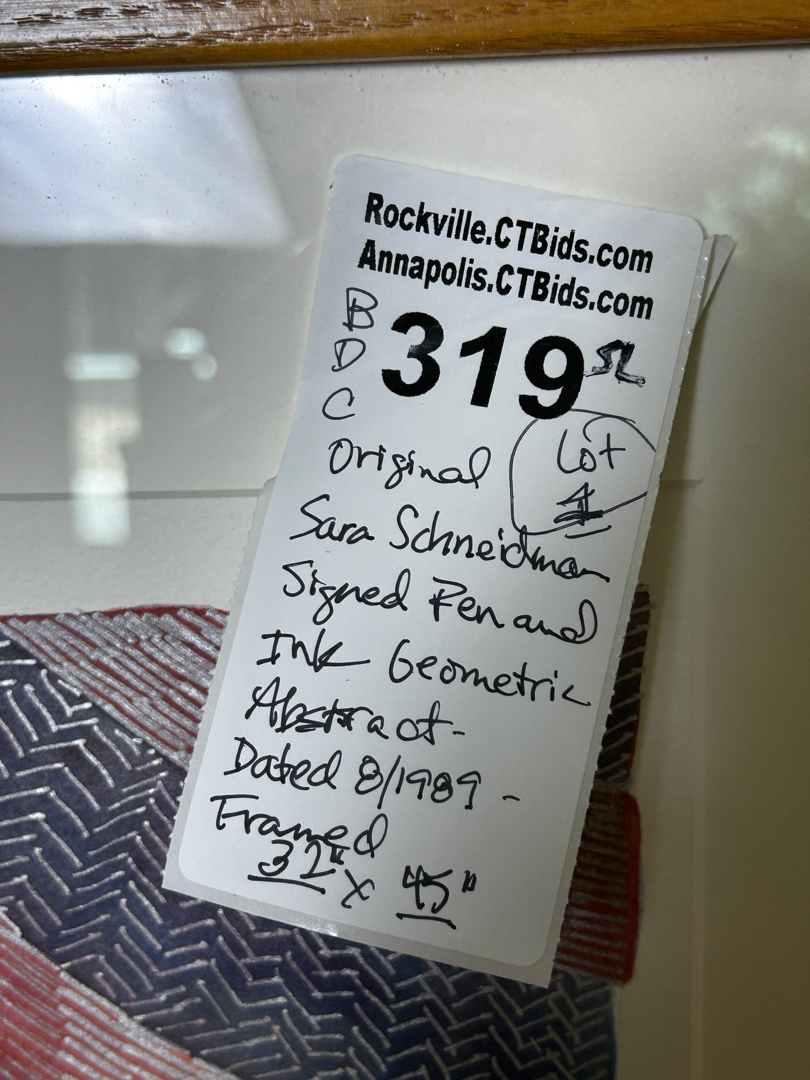 Rockville.CTBids.com
Annapolis.CTBids.com
B
D 319
C
Lot
1
Original
Sara Schneidman
Signed Pen and
Ink Geometric
Abstract-
Dated 8/1989 -
Framed
32" x 45"